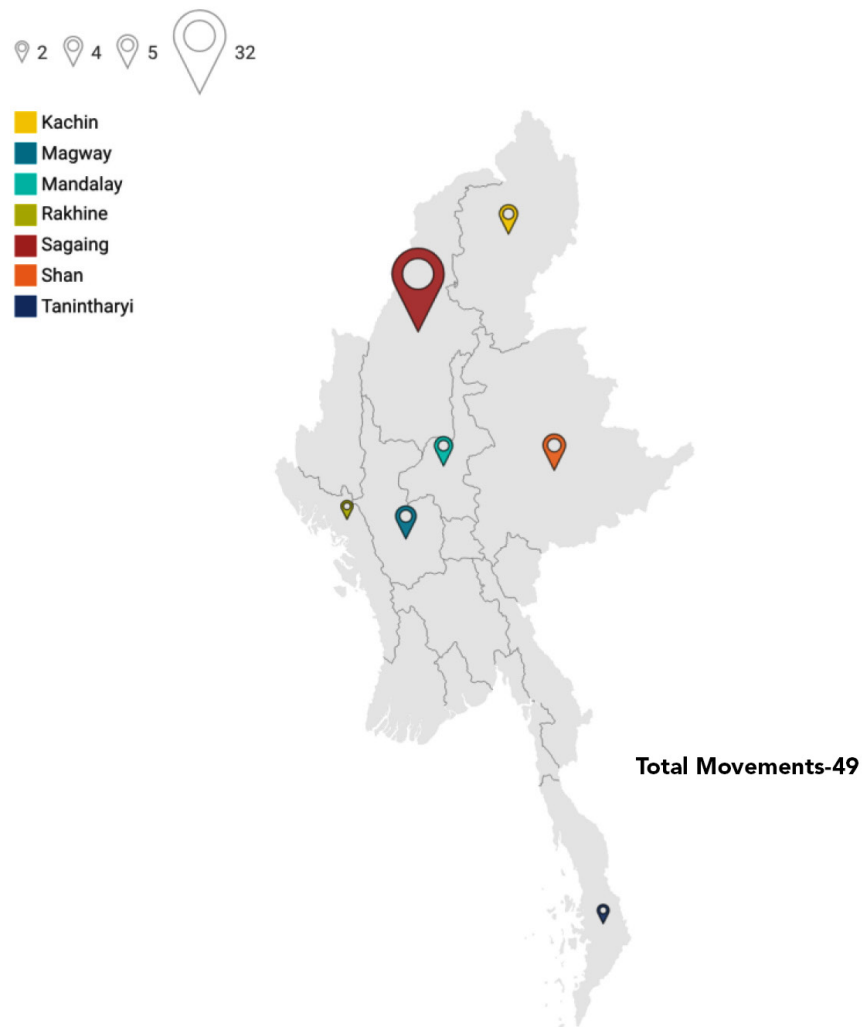 2 4 5 32
Kachin
Magway
Mandalay
Rakhine
Sagaing
Shan
Tanintharyi
Total Movements-49